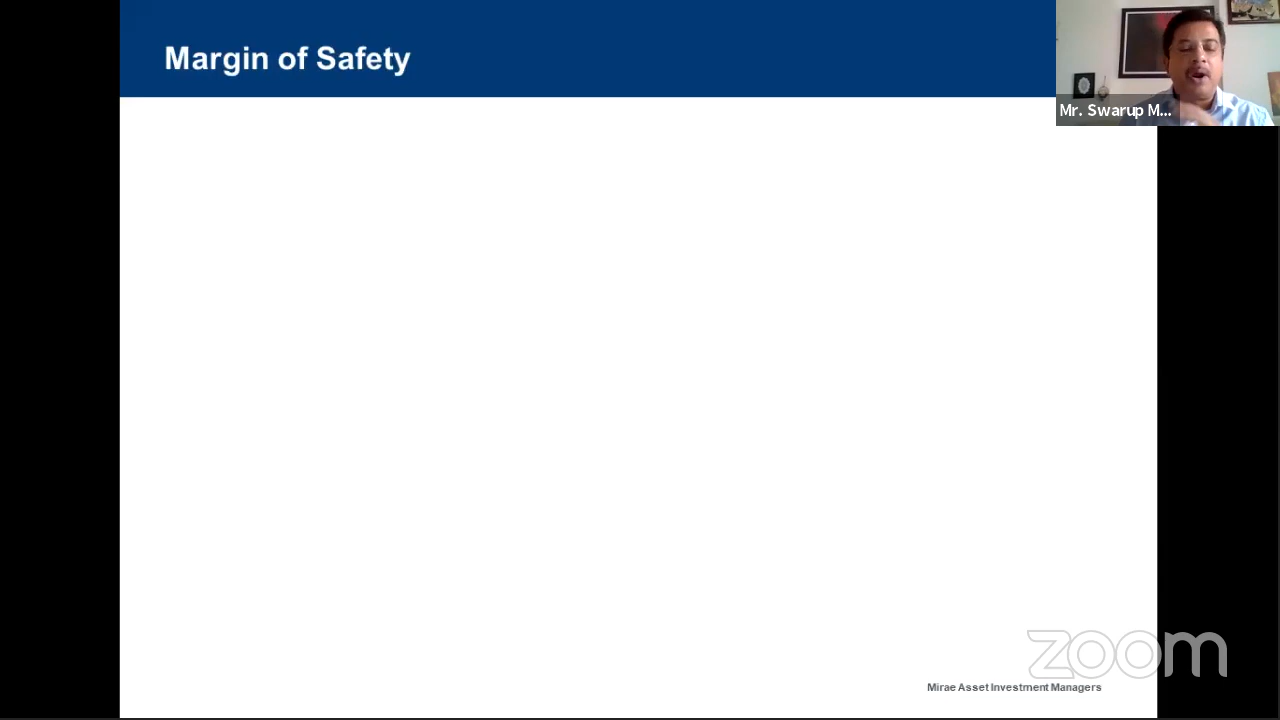 Margin of Safety
Mr. Swarup M...
zoom
Mirae Asset Investment Managers